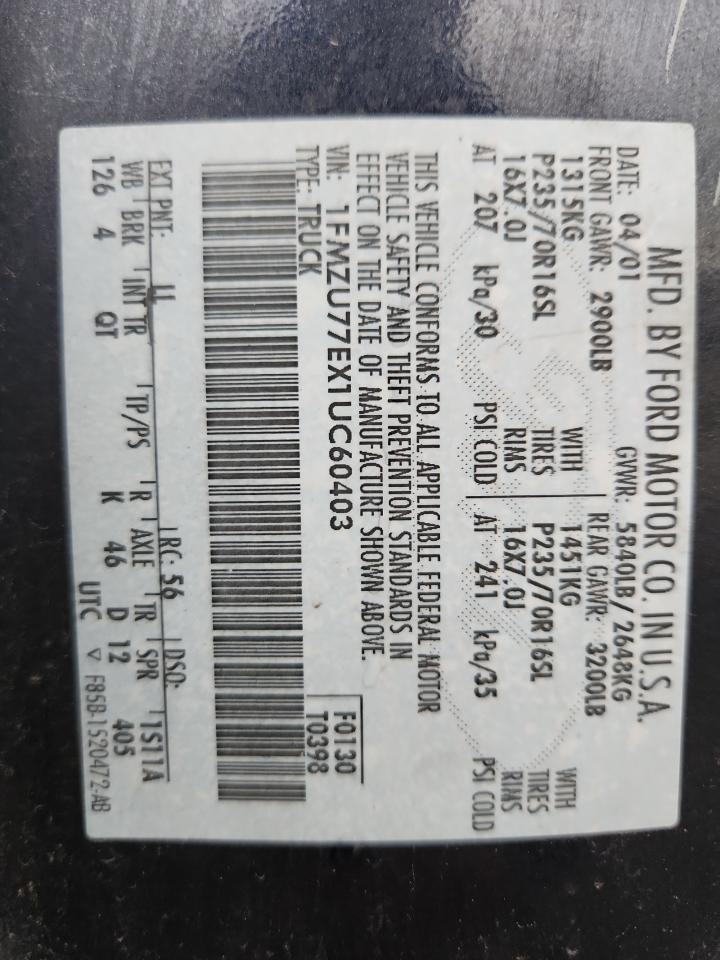 MFD. BY FORD MOTOR CO. IN U.S.A.
DATE: 04/01 GVWR: 5840LB/ 2648KG
FRONT GAWR: 2900LB REAR GAWR: 3200LB
1315KG WITH 1451KG WITH
P235/70R16SL TIRES P235/70R16SL TIRES
16X7.0J RIMS 16X7.0J RIMS
AT 207 kPa/30 PSI COLD AT 241 kPa/35 PSI COLD
THIS VEHICLE CONFORMS TO ALL APPLICABLE FEDERAL MOTOR
VEHICLE SAFETY AND THEFT PREVENTION STANDARDS IN
EFFECT ON THE DATE OF MANUFACTURE SHOWN ABOVE.
VIN: 1FMZU77EX1UC60403 F0130
TYPE: TRUCK T0398
EXT PNT: LL RC: 56 DSO:
WB BRK INT TR TP/PS R AXLE TR SPR 1S11A
126 4 QT K 46 D 12 405
UTC ▽ F85B-1520472-AB